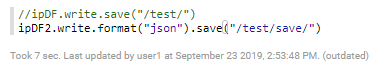 //ipDF.write.save("/test/")
ipDF2.write.format("json").save("/test/save/")
Took 7 sec. Last updated by user1 at September 23 2019, 2:53:48 PM. (outdated)